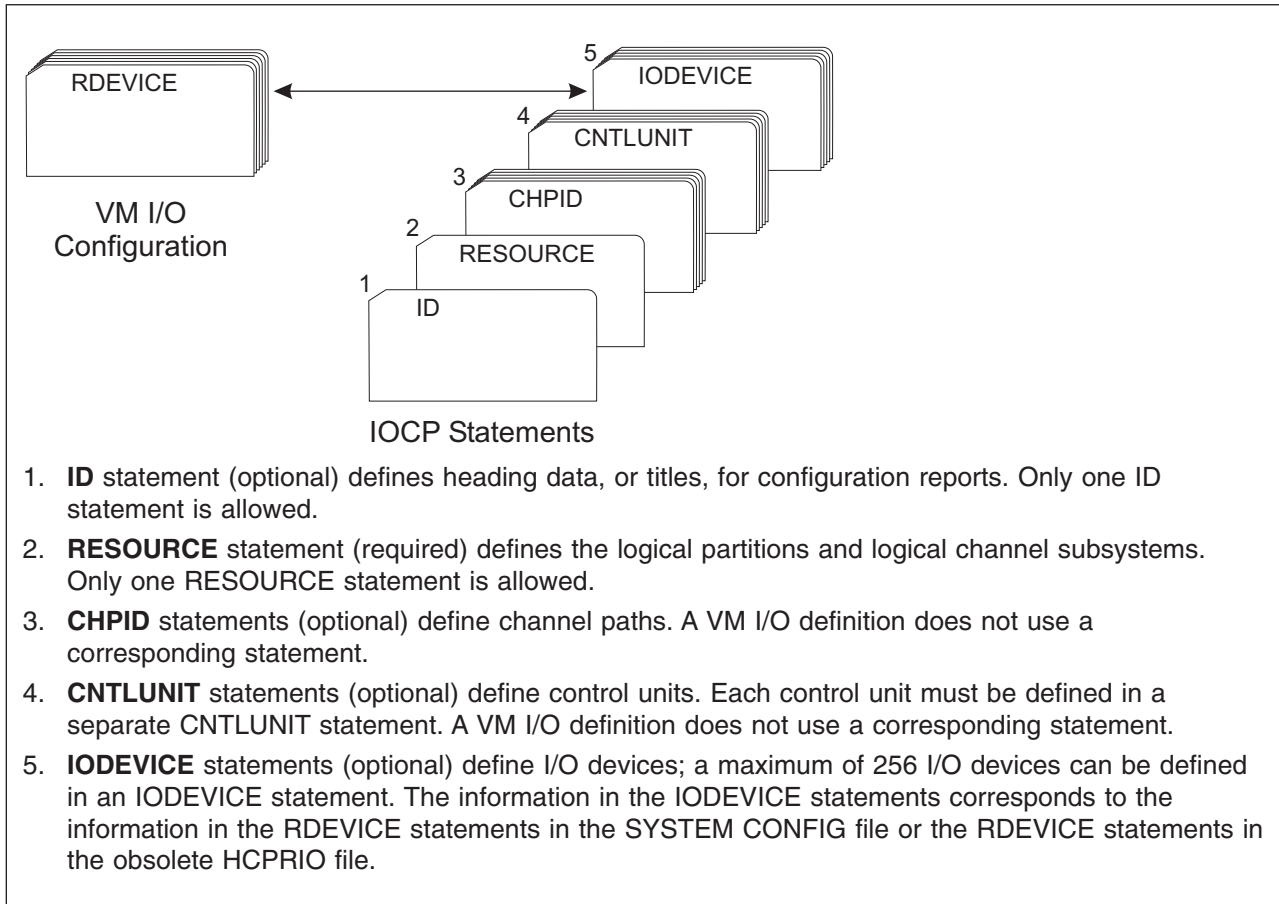 RDEVICE
VM I/O
Configuration
5
IODEVICE
4
CNTLUNIT
3
CHPID
2
RESOURCE
1
ID
IOCP Statements
1. ID statement (optional) defines heading data, or titles, for configuration reports. Only one ID
statement is allowed.
2. RESOURCE statement (required) defines the logical partitions and logical channel subsystems.
Only one RESOURCE statement is allowed.
3. CHPID statements (optional) define channel paths. A VM I/O definition does not use a
corresponding statement.
4. CNTLUNIT statements (optional) define control units. Each control unit must be defined in a
separate CNTLUNIT statement. A VM I/O definition does not use a corresponding statement.
5. IODEVICE statements (optional) define I/O devices; a maximum of 256 I/O devices can be defined
in an IODEVICE statement. The information in the IODEVICE statements corresponds to the
information in the RDEVICE statements in the SYSTEM CONFIG file or the RDEVICE statements in
the obsolete HCPRIO file.